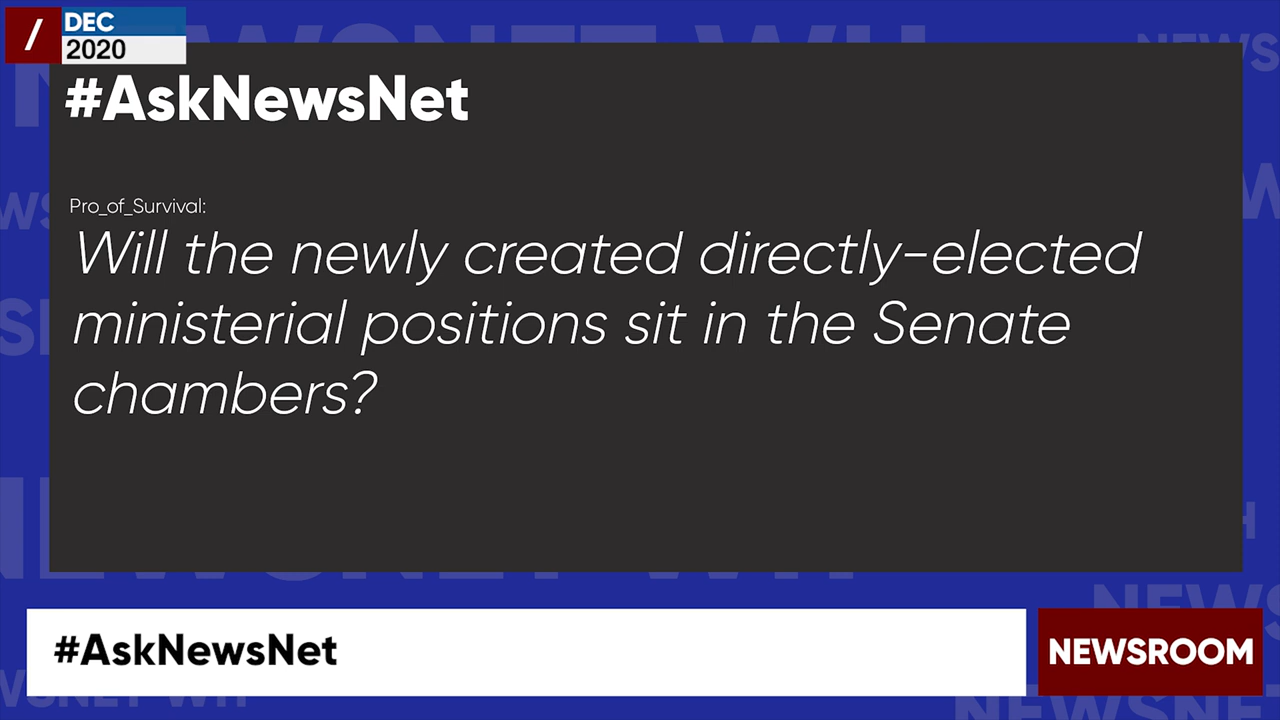 / DEC
2020
#AskNewsNet
Pro_of_Survival:
Will the newly created directly-elected
ministerial positions sit in the Senate
chambers?
#AskNewsNet
NEWSROOM